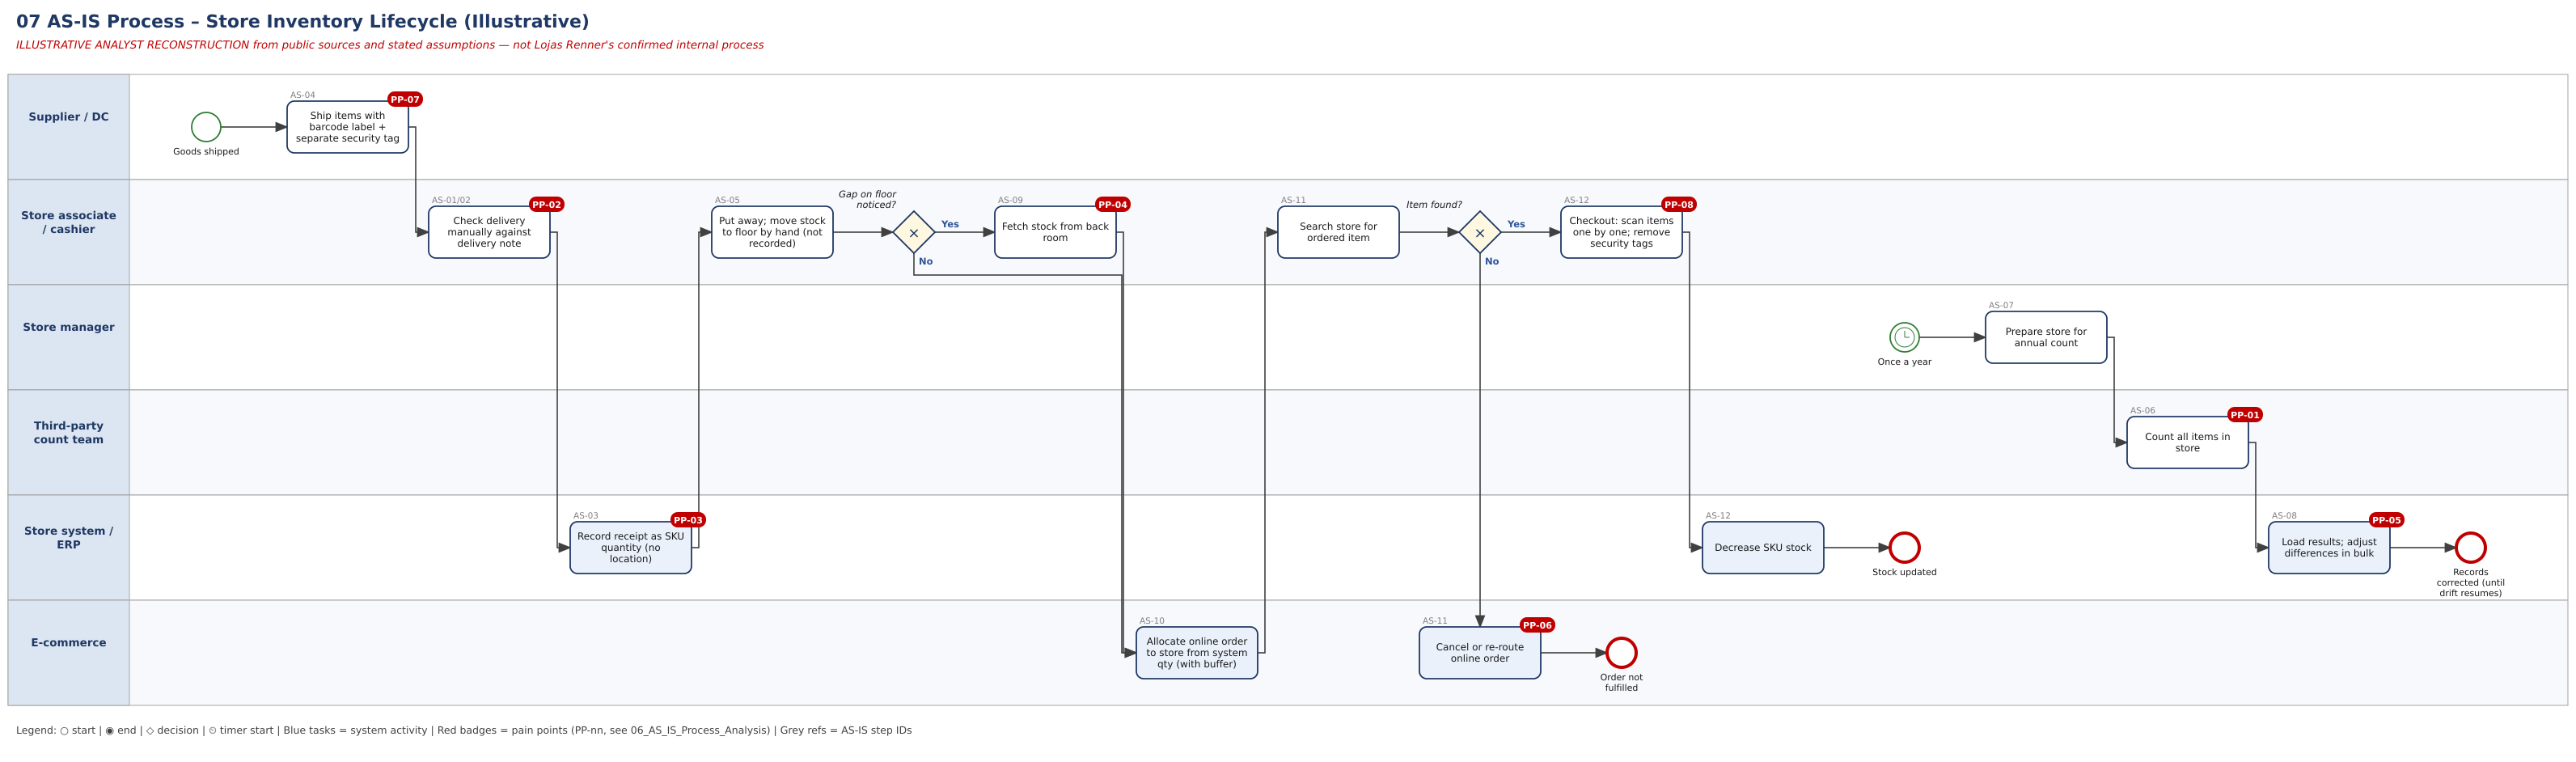 07 AS-IS Process – Store Inventory Lifecycle (Illustrative)
ILLUSTRATIVE ANALYST RECONSTRUCTION from public sources and stated assumptions — not Lojas Renner's confirmed internal process
Supplier / DC
Goods shipped
AS-04
PP-07
Ship items with
barcode label +
separate security tag
Store associate
/ cashier
AS-01/02
PP-02
Check delivery
manually against
delivery note
AS-05
Put away; move stock
to floor by hand (not
recorded)
Gap on floor
noticed?
Yes
No
AS-09
PP-04
Fetch stock from back
room
AS-11
Search store for
ordered item
Item found?
Yes
No
AS-12
PP-08
Checkout: scan items
one by one; remove
security tags
Store manager
Once a year
AS-07
Prepare store for
annual count
Third-party
count team
AS-06
PP-01
Count all items in
store
Store system /
ERP
AS-03
PP-03
Record receipt as SKU
quantity (no
location)
AS-12
Decrease SKU stock
Stock updated
AS-08
PP-05
Load results; adjust
differences in bulk
Records
corrected (until
drift resumes)
E-commerce
AS-10
Allocate online order
to store from system
qty (with buffer)
AS-11
PP-06
Cancel or re-route
online order
Order not
fulfilled
Legend: ○ start | ◉ end | ◇ decision | ⏲ timer start | Blue tasks = system activity | Red badges = pain points (PP-nn, see 06_AS_IS_Process_Analysis) | Grey refs = AS-IS step IDs